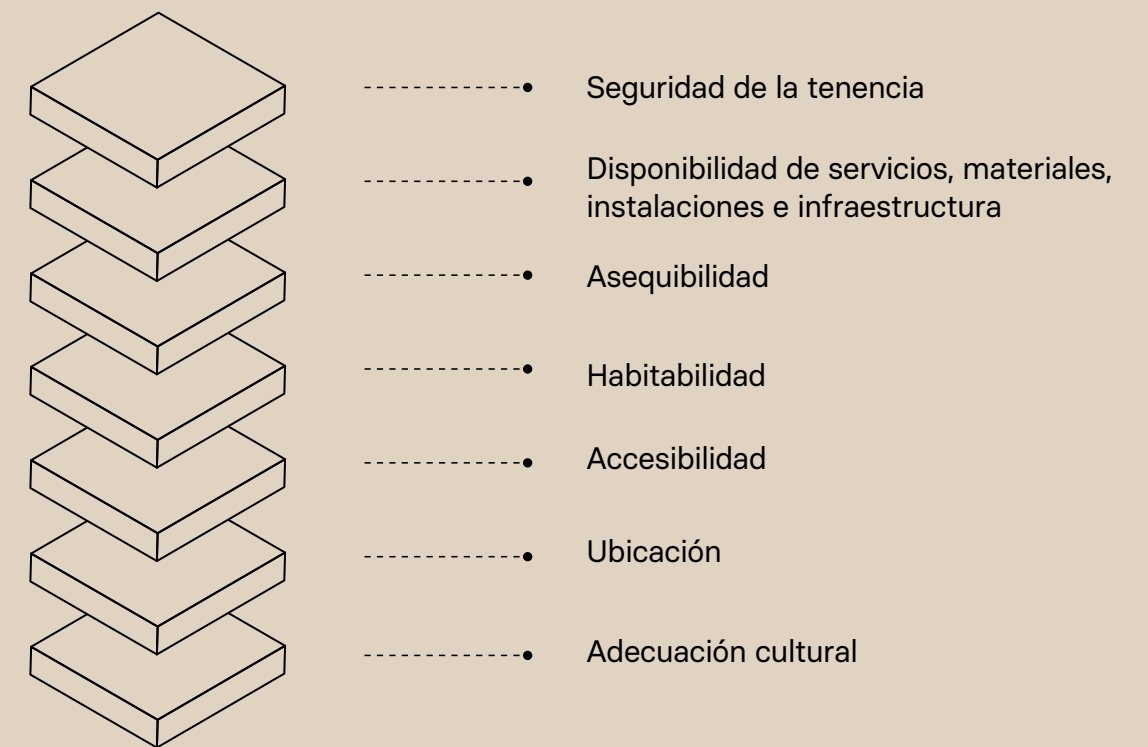 Seguridad de la tenencia
Disponibilidad de servicios, materiales,
instalaciones e infraestructura
Asequibilidad
Habitabilidad
Accesibilidad
Ubicación
Adecuación cultural